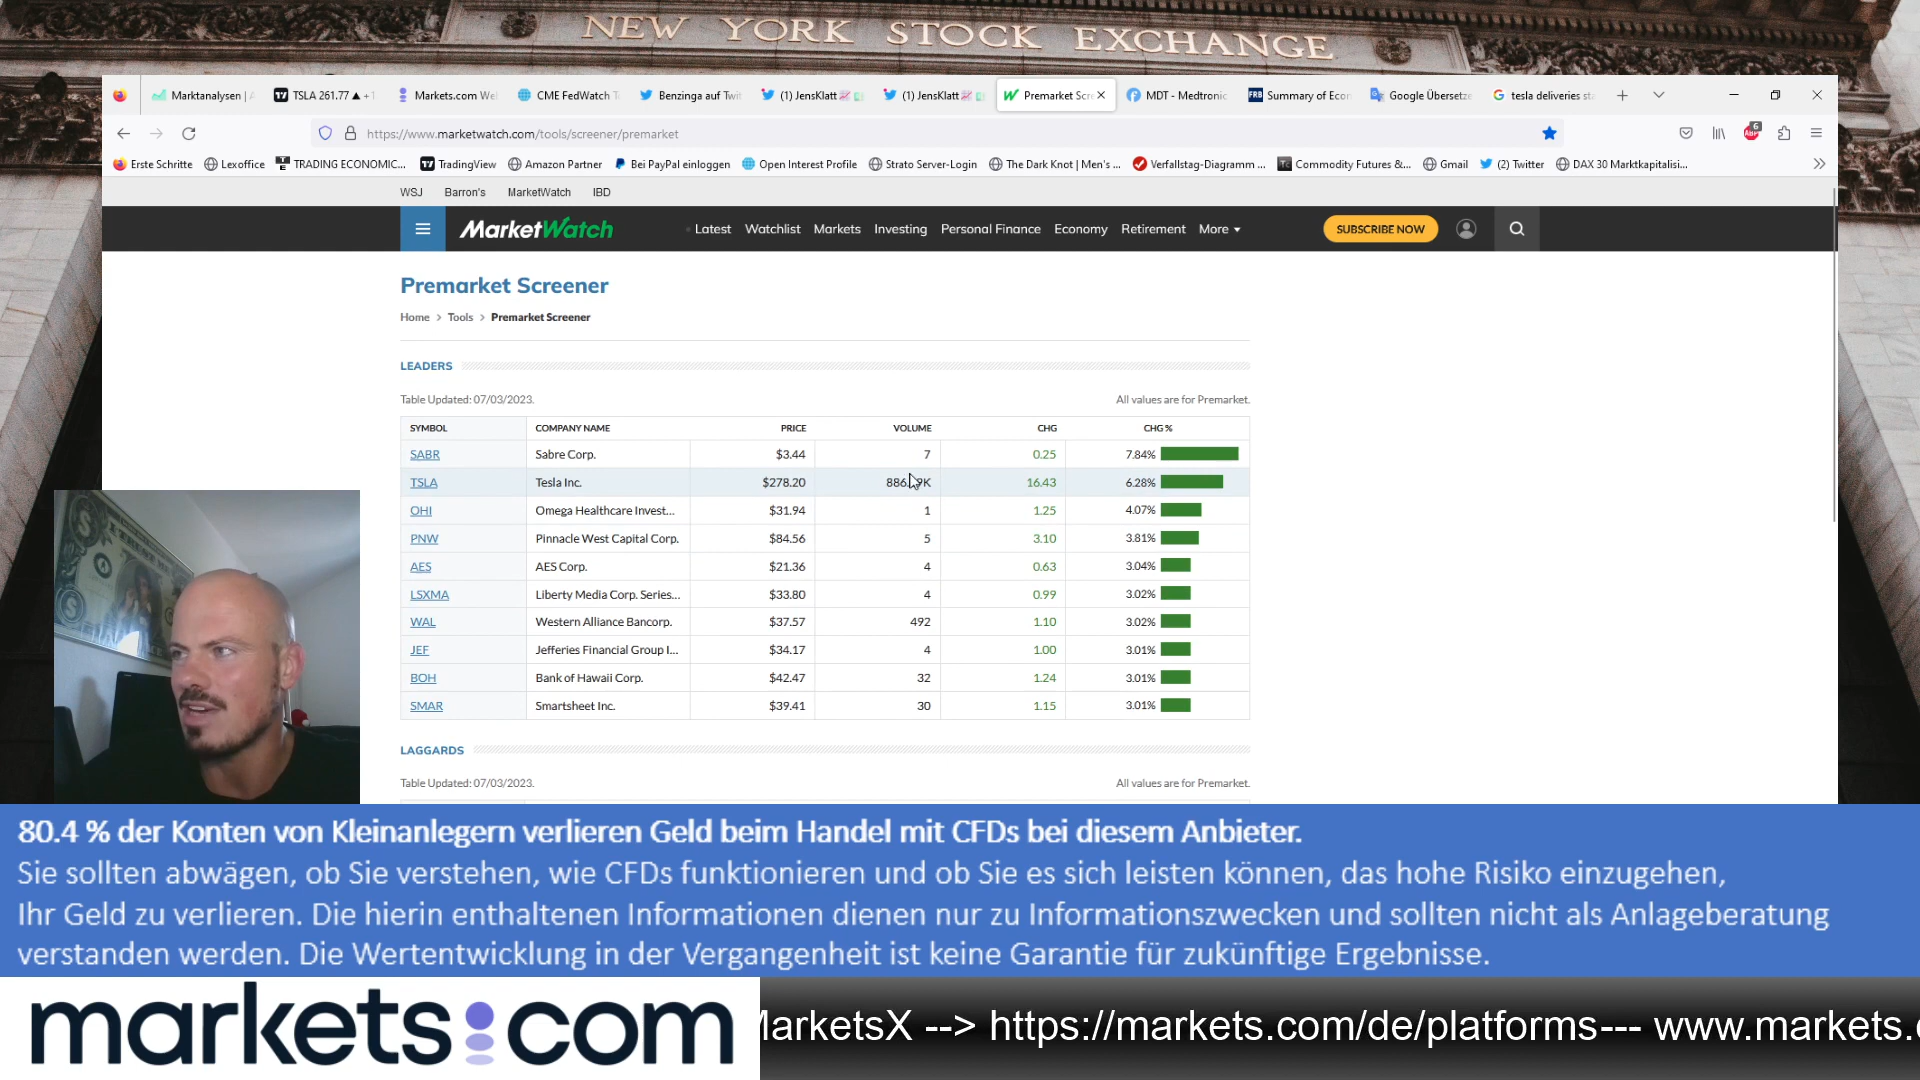 NEW YORK STOCK EXCHANGE
Marktanalysen |
TSLA 261.77 ▲ +
Markets.com We
CME FedWatch T
Benzinga auf Twi
(1) JensKlatt
(1) JensKlatt
Premarket Scr
MDT - Medtronic
Summary of Econ
Google Übersetze
tesla deliveries st
https://www.marketwatch.com/tools/screener/premarket
6
Erste Schritte
Lexoffice
TRADING ECONOMIC...
TradingView
Amazon Partner
Bei PayPal einloggen
Open Interest Profile
Strato Server-Login
The Dark Knot | Men's ...
Verfallstag-Diagramm ...
Commodity Futures &...
Gmail
(2) Twitter
DAX 30 Marktkapitalisi...
WSJ Barron's MarketWatch IBD
MarketWatch
Latest Watchlist Markets Investing Personal Finance Economy Retirement More
SUBSCRIBE NOW
Premarket Screener
Home > Tools > Premarket Screener
LEADERS
Table Updated: 07/03/2023. All values are for Premarket.
SYMBOL COMPANY NAME PRICE VOLUME CHG CHG %
SABR Sabre Corp. $3.44 7 0.25 7.84%
TSLA Tesla Inc. $278.20 16.43 6.28%
OHI Omega Healthcare Invest... $31.94 1 1.25 4.07%
PNW Pinnacle West Capital Corp. $84.56 5 3.10 3.81%
AES AES Corp. $21.36 4 0.63 3.04%
LSXMA Liberty Media Corp. Series... $33.80 4 0.99 3.02%
WAL Western Alliance Bancorp. $37.57 492 1.10 3.02%
JEF Jefferies Financial Group I... $34.17 4 1.00 3.01%
BOH Bank of Hawaii Corp. $42.47 32 1.24 3.01%
SMAR Smartsheet Inc. $39.41 30 1.15 3.01%
LAGGARDS
Table Updated: 07/03/2023. All values are for Premarket.
80.4 % der Konten von Kleinanlegern verlieren Geld beim Handel mit CFDs bei diesem Anbieter.
Sie sollten abwägen, ob Sie verstehen, wie CFDs funktionieren und ob Sie es sich leisten können, das hohe Risiko einzugehen,
Ihr Geld zu verlieren. Die hierin enthaltenen Informationen dienen nur zu Informationszwecken und sollten nicht als Anlageberatung
verstanden werden. Die Wertentwicklung in der Vergangenheit ist keine Garantie für zukünftige Ergebnisse.
markets.com
MarketsX --> https://markets.com/de/platforms--- www.markets.